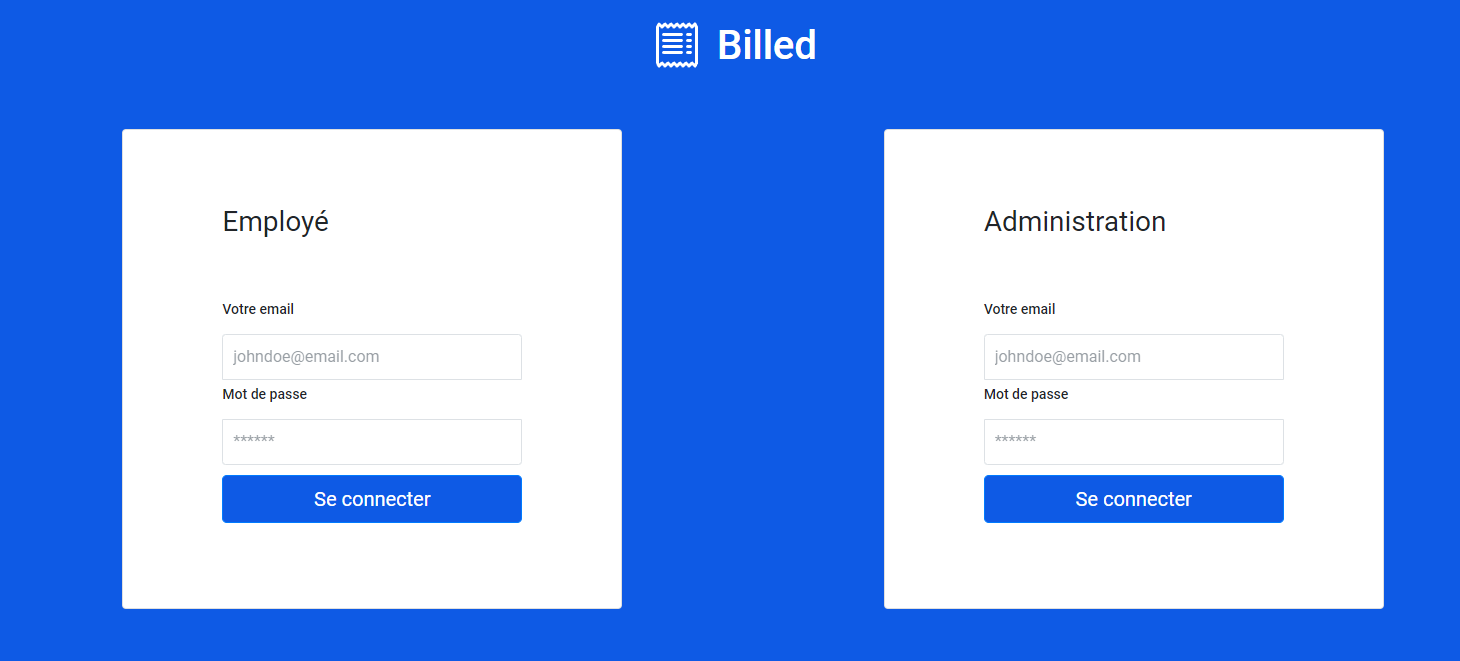 Billed
Employé
Votre email
johndoe@email.com
Mot de passe
******
Se connecter
Administration
Votre email
johndoe@email.com
Mot de passe
******
Se connecter